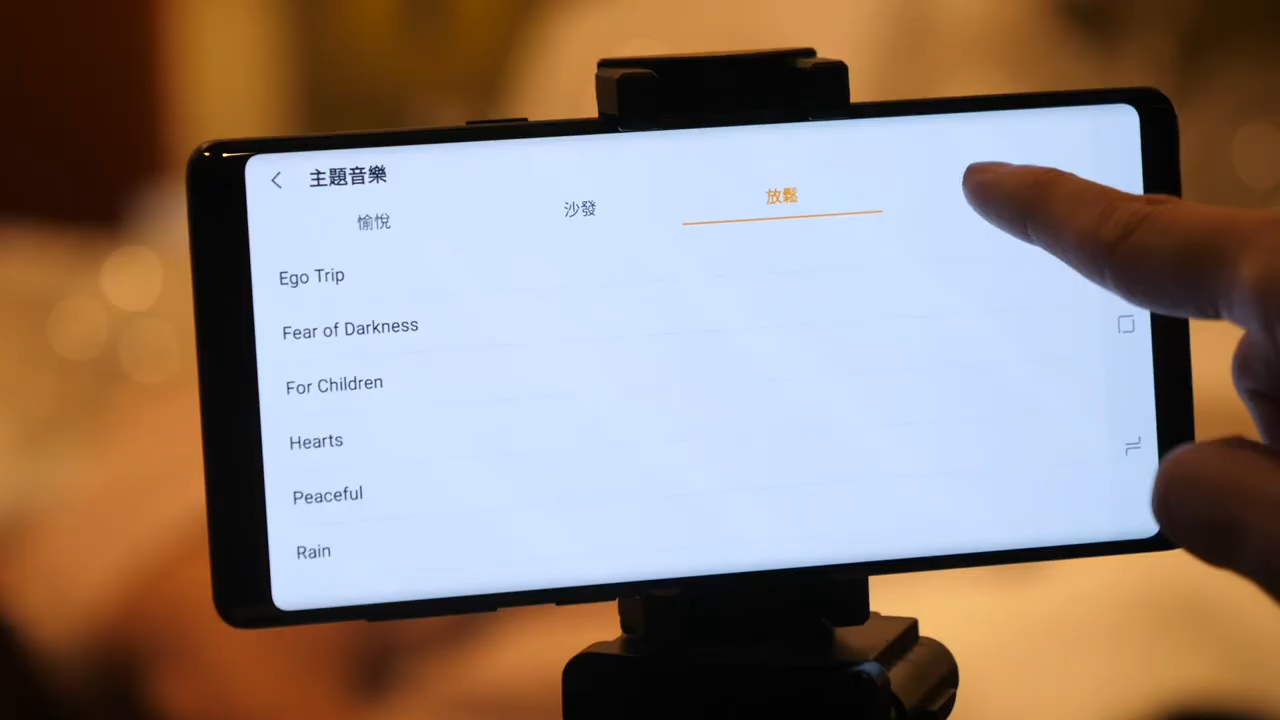 主題音樂
愉悅
沙發
放鬆
Ego Trip
Fear of Darkness
For Children
Hearts
Peaceful
Rain